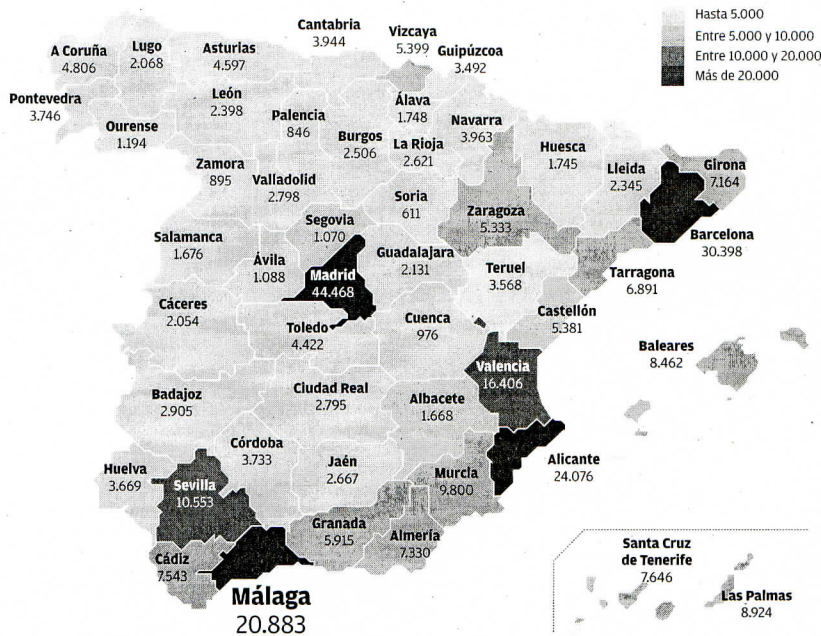 Hasta 5.000
Entre 5.000 y 10.000
Entre 10.000 y 20.000
Más de 20.000
A Coruña
4.806
Lugo
2.068
Asturias
4.597
Cantabria
3.944
Vizcaya
5.399
Guipúzcoa
3.492
Pontevedra
3.746
Ourense
1.194
León
2.398
Palencia
846
Burgos
2.506
Álava
1.748
La Rioja
2.621
Navarra
3.963
Huesca
1.745
Lleida
2.345
Girona
7.164
Zamora
895
Valladolid
2.798
Soria
611
Zaragoza
5.333
Barcelona
30.398
Segovia
1.070
Salamanca
1.676
Ávila
1.088
Madrid
44.468
Guadalajara
2.131
Teruel
3.568
Tarragona
6.891
Cáceres
2.054
Toledo
4.422
Cuenca
976
Castellón
5.381
Baleares
8.462
Valencia
16.406
Badajoz
2.905
Ciudad Real
2.795
Albacete
1.668
Córdoba
3.733
Jaén
2.667
Murcia
9.800
Alicante
24.076
Huelva
3.669
Sevilla
10.553
Granada
5.915
Almería
7.330
Cádiz
7.543
Málaga
20.883
Santa Cruz
de Tenerife
7.646
Las Palmas
8.924